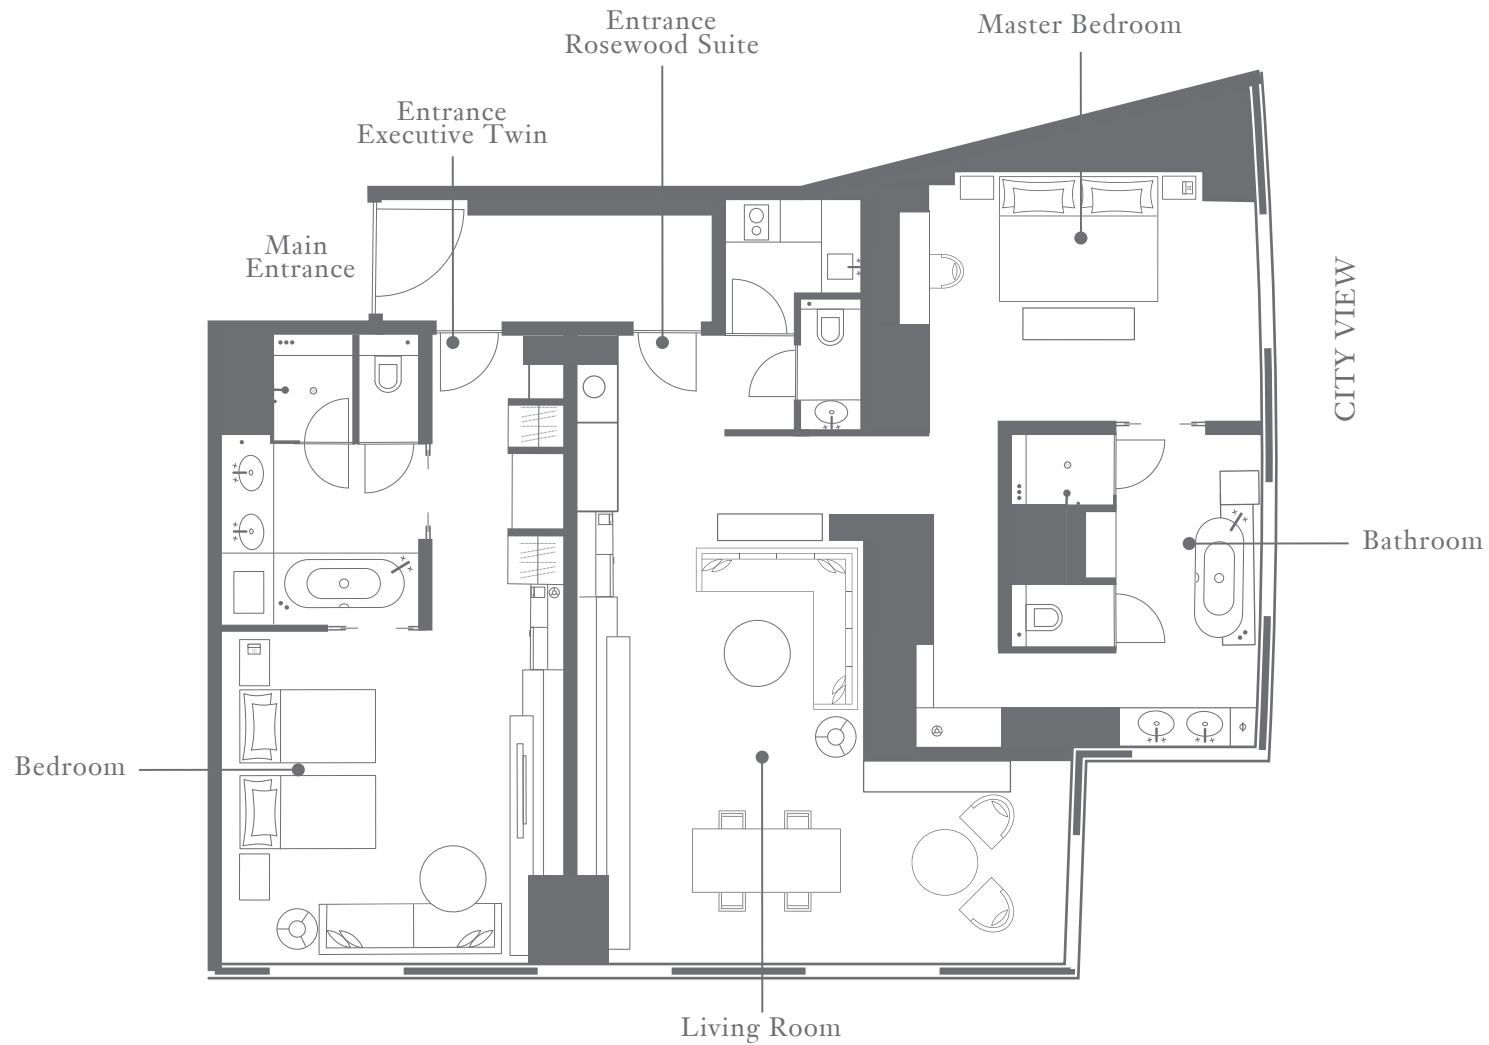 Entrance
Rosewood Suite
Master Bedroom
Entrance
Executive Twin
Main
Entrance
CITY VIEW
Bathroom
Bedroom
Living Room